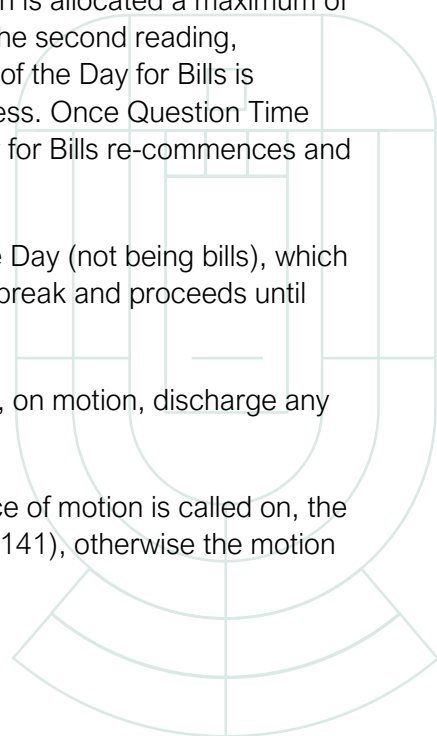 is allocated a maximum of
he second reading,
of the Day for Bills is
ess. Once Question Time
for Bills re-commences and
Day (not being bills), which
break and proceeds until
, on motion, discharge any
ce of motion is called on, the
141), otherwise the motion